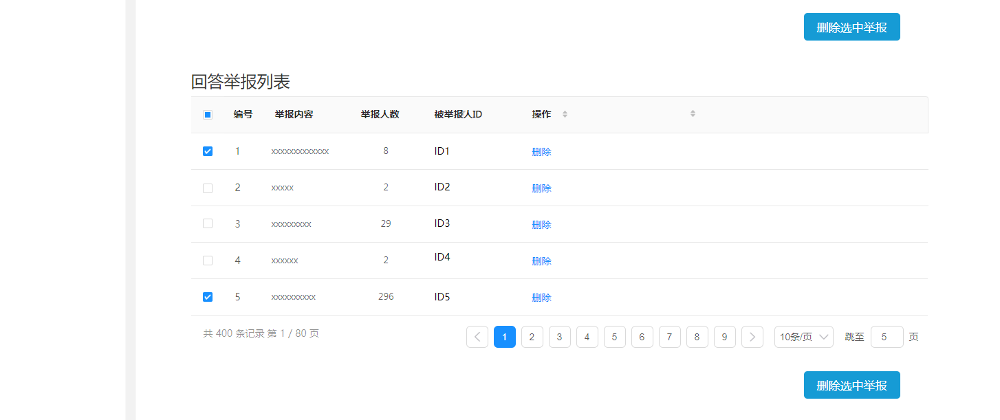 删除选中举报
回答举报列表
编号 举报内容 举报人数 被举报人ID 操作
1 xxxxxxxxxxxxx 8 ID1 删除
2 xxxxx 2 ID2 删除
3 xxxxxxxxx 29 ID3 删除
4 xxxxxx 2 ID4 删除
5 xxxxxxxxxx 296 ID5 删除
共 400 条记录 第 1 / 80 页 1 2 3 4 5 6 7 8 9 10条/页 跳至 5 页
删除选中举报